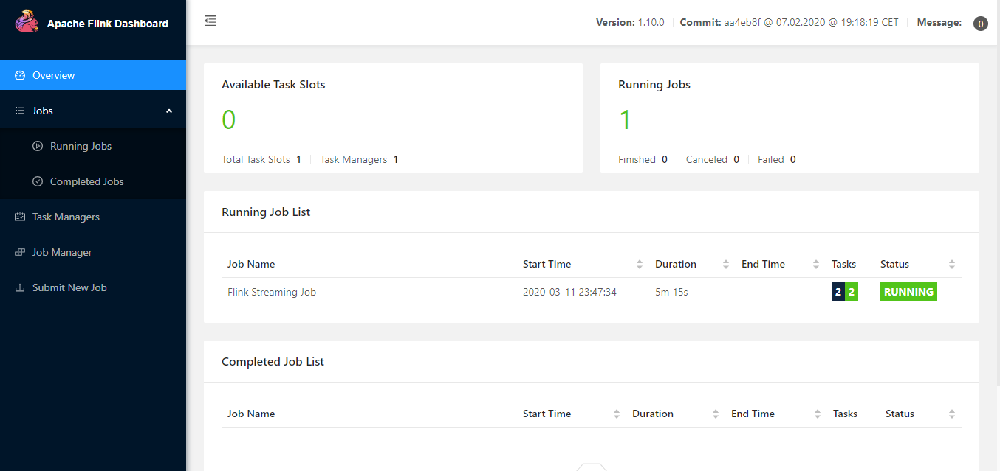 Apache Flink Dashboard
Version: 1.10.0 Commit: aa4eb8f @ 07.02.2020 @ 19:18:19 CET Message: 0
Overview
Jobs
Running Jobs
Completed Jobs
Task Managers
Job Manager
Submit New Job
Available Task Slots
0
Total Task Slots 1 Task Managers 1
Running Jobs
1
Finished 0 Canceled 0 Failed 0
Running Job List
Job Name Start Time Duration End Time Tasks Status
Flink Streaming Job 2020-03-11 23:47:34 5m 15s - 2 2 RUNNING
Completed Job List
Job Name Start Time Duration End Time Tasks Status